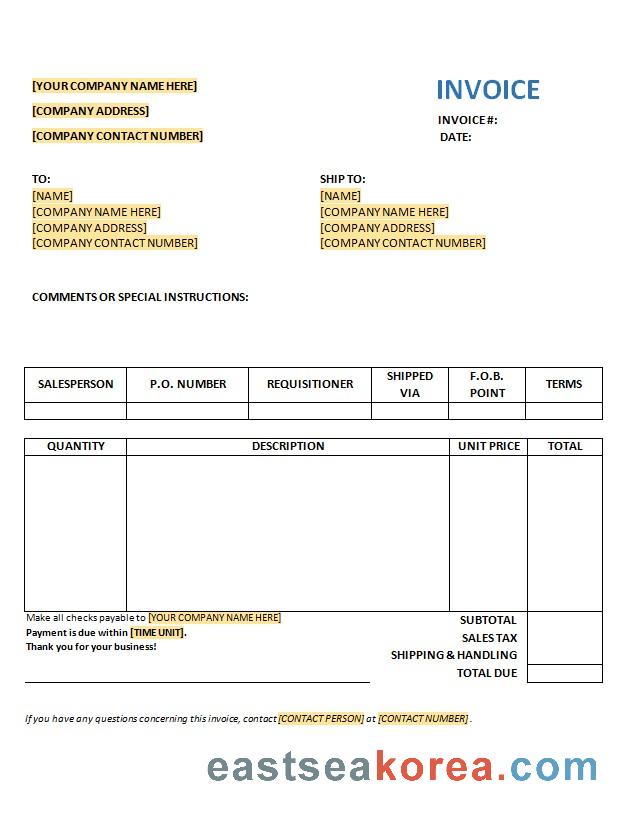 [YOUR COMPANY NAME HERE]
INVOICE
[COMPANY ADDRESS]
INVOICE #:
[COMPANY CONTACT NUMBER]
DATE:
TO:
[NAME]
[COMPANY NAME HERE]
[COMPANY ADDRESS]
[COMPANY CONTACT NUMBER]
SHIP TO:
[NAME]
[COMPANY NAME HERE]
[COMPANY ADDRESS]
[COMPANY CONTACT NUMBER]
COMMENTS OR SPECIAL INSTRUCTIONS:
SALESPERSON
P.O. NUMBER
REQUISITIONER
SHIPPED
VIA
F.O.B.
POINT
TERMS
QUANTITY
DESCRIPTION
UNIT PRICE
TOTAL
Make all checks payable to [YOUR COMPANY NAME HERE]
Payment is due within [TIME UNIT].
Thank you for your business!
SUBTOTAL
SALES TAX
SHIPPING & HANDLING
TOTAL DUE
If you have any questions concerning this invoice, contact [CONTACT PERSON] at [CONTACT NUMBER] .
eastseakorea.com